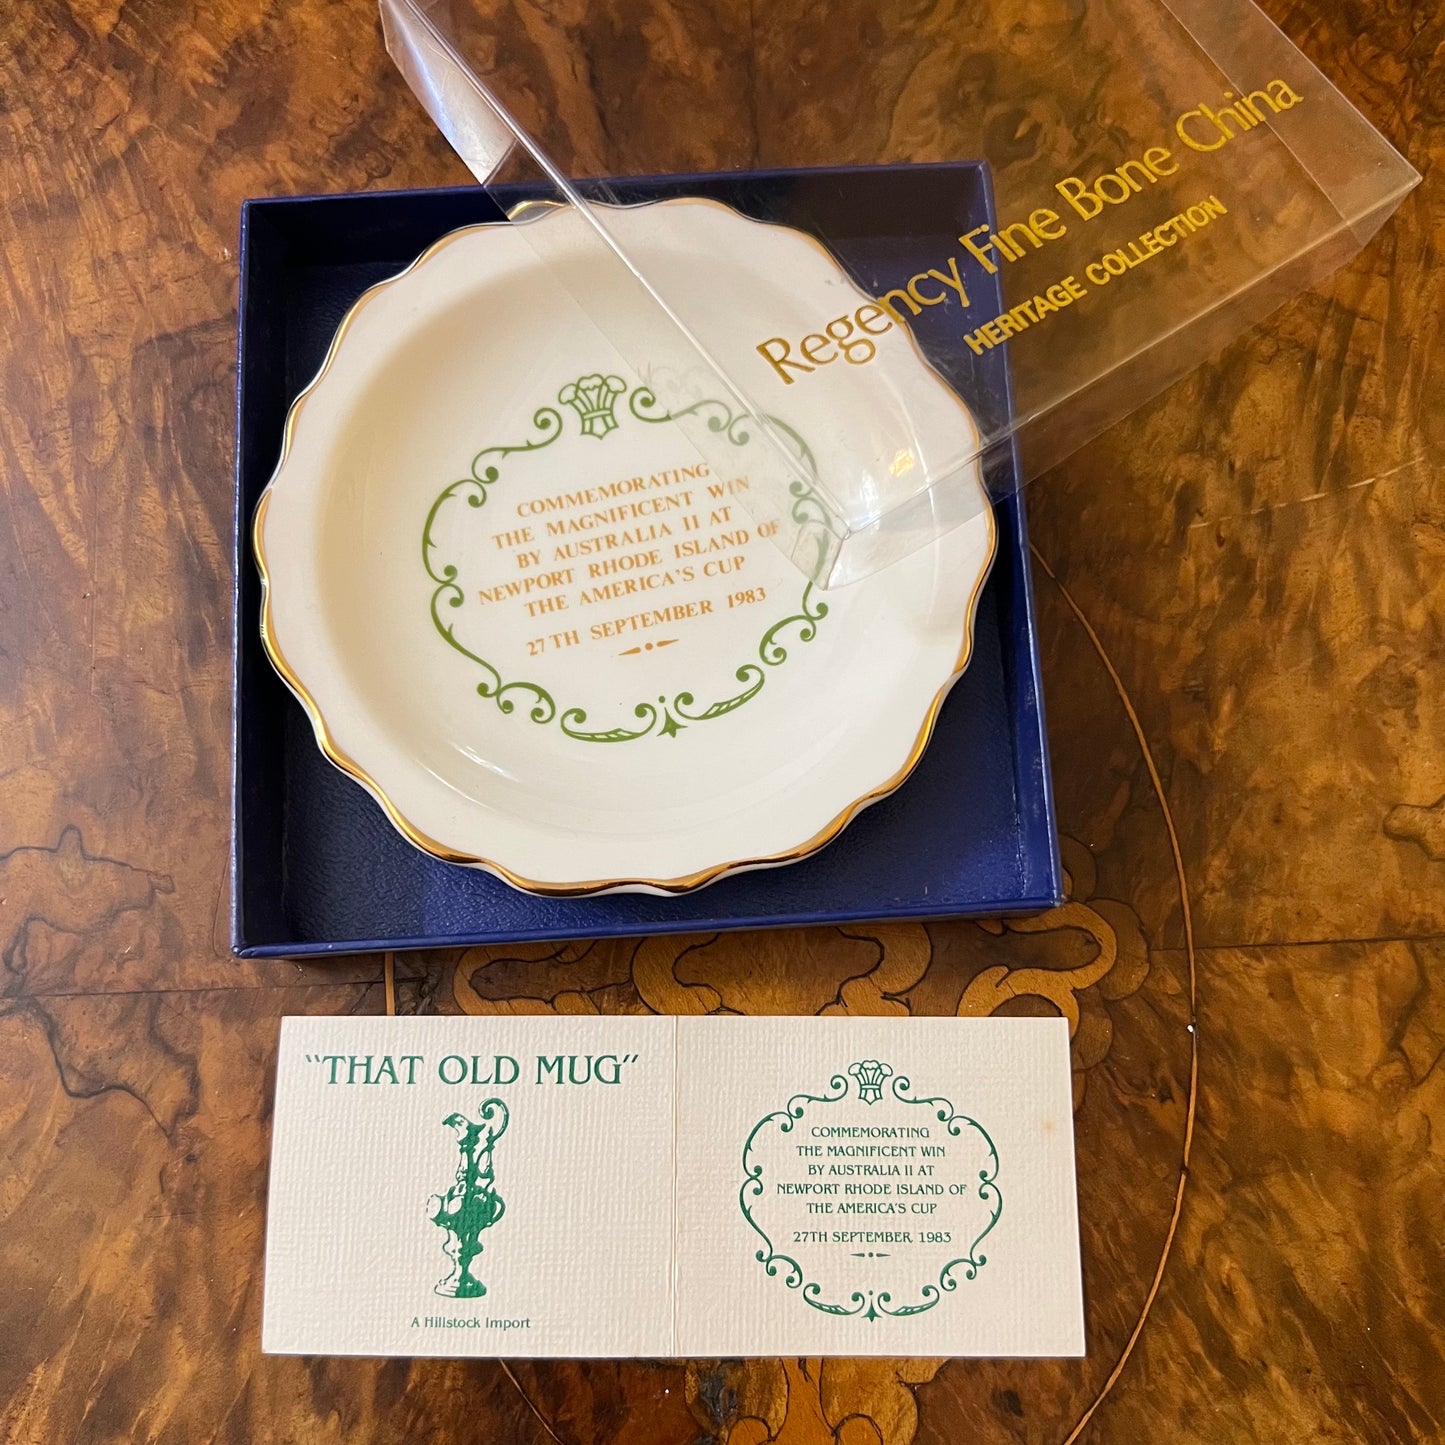 Regency Fine Bone China
HERITAGE COLLECTION
COMMEMORATING
THE MAGNIFICENT WIN
BY AUSTRALIA II AT
NEWPORT RHODE ISLAND OF
THE AMERICA'S CUP
27TH SEPTEMBER 1983
"THAT OLD MUG"
A Hillstock Import
COMMEMORATING
THE MAGNIFICENT WIN
BY AUSTRALIA II AT
NEWPORT RHODE ISLAND OF
THE AMERICA'S CUP
27TH SEPTEMBER, 1983